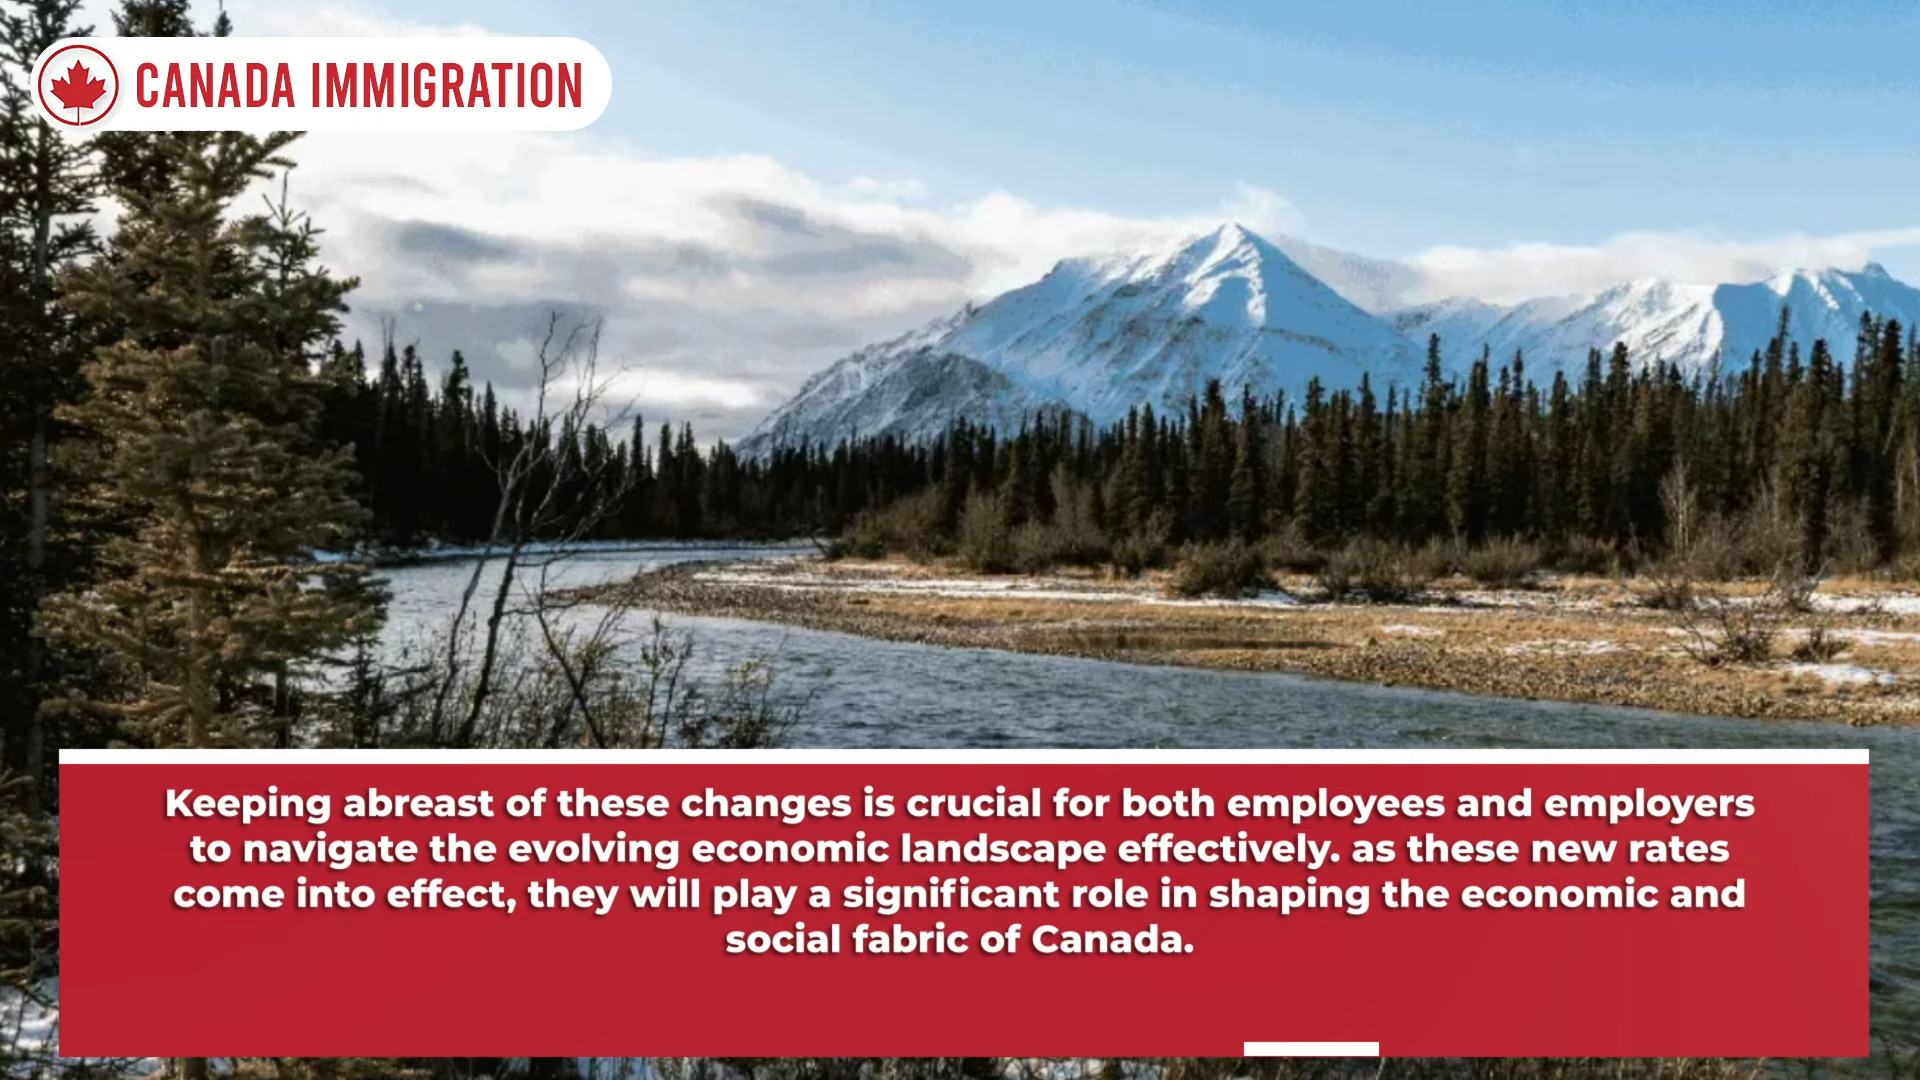 CANADA IMMIGRATION
Keeping abreast of these changes is crucial for both employees and employers
to navigate the evolving economic landscape effectively. as these new rates
come into effect, they will play a significant role in shaping the economic and
social fabric of Canada.